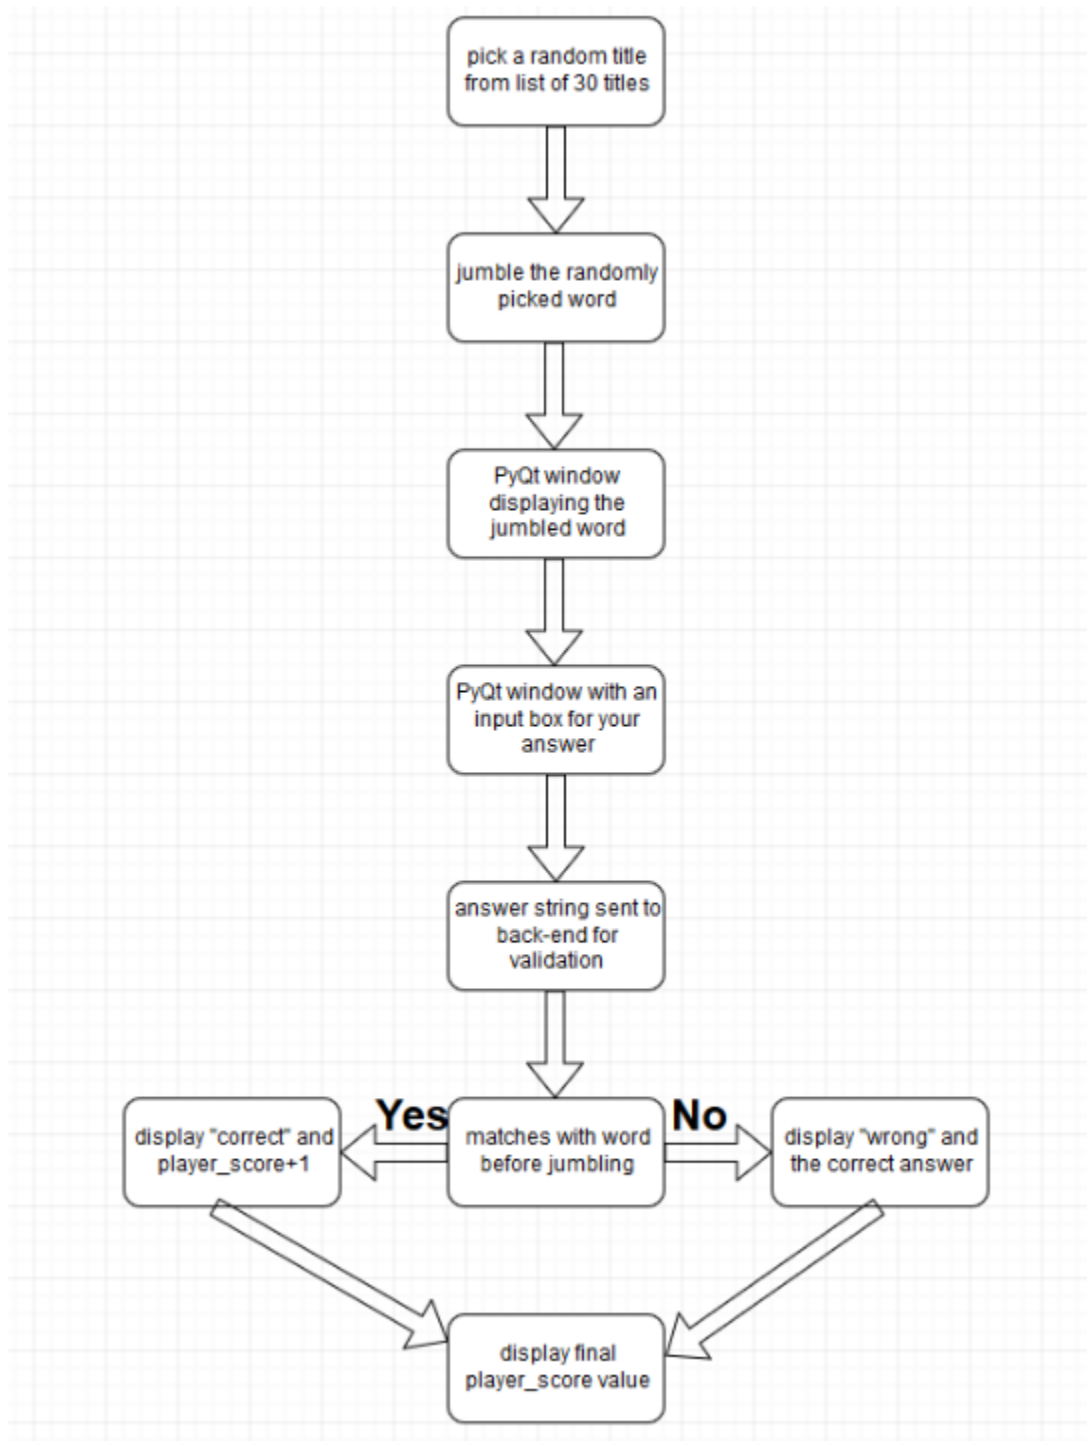 pick a random title
from list of 30 titles
jumble the randomly
picked word
PyQt window
displaying the
jumbled word
PyQt window with an
input box for your
answer
answer string sent to
back-end for
validation
Yes
No
display "correct" and
player_score+1
matches with word
before jumbling
display "wrong" and
the correct answer
display final
player_score value